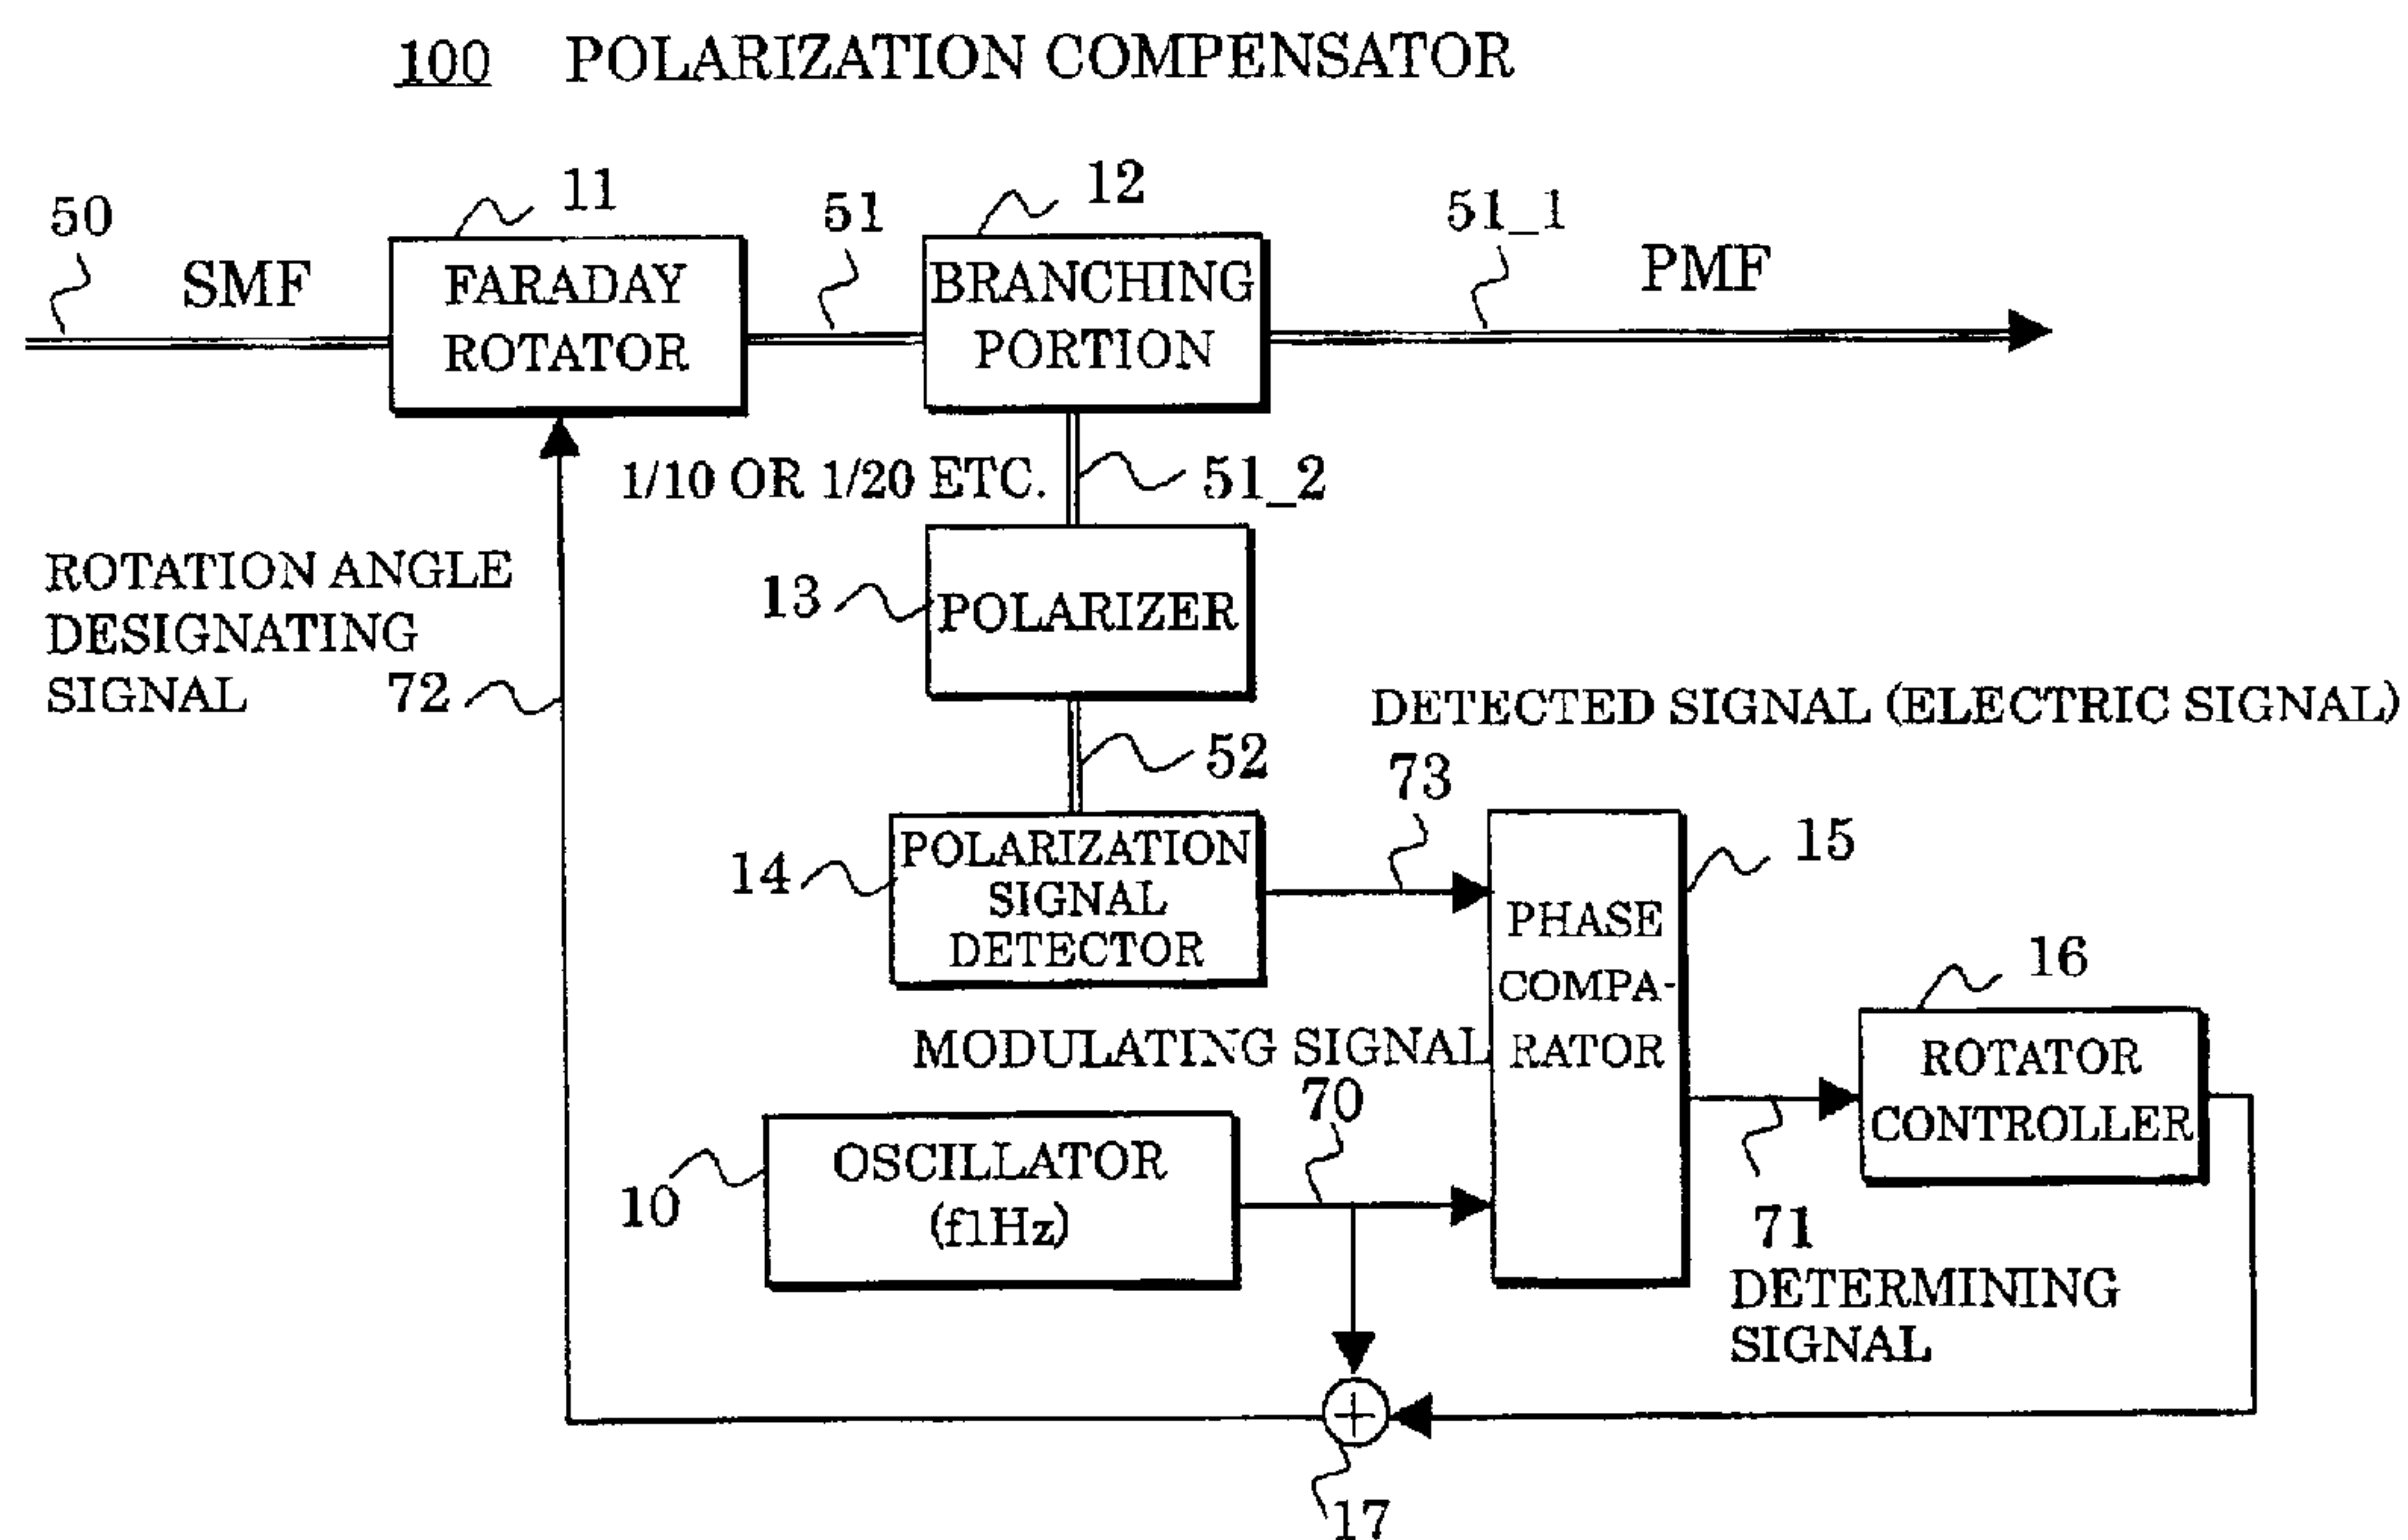 100 POLARIZATION COMPENSATOR
50
SMF
11
FARADAY
ROTATOR
51
12
BRANCHING
PORTION
51_1
PMF
1/10 OR 1/20 ETC.
51_2
ROTATION ANGLE
DESIGNATING
SIGNAL
72
13
POLARIZER
52
DETECTED SIGNAL (ELECTRIC SIGNAL)
73
14
POLARIZATION
SIGNAL
DETECTOR
15
PHASE
COMPA-
RATOR
16
ROTATOR
CONTROLLER
MODULATING SIGNAL
70
10
OSCILLATOR
(f1Hz)
71
DETERMINING
SIGNAL
+
17